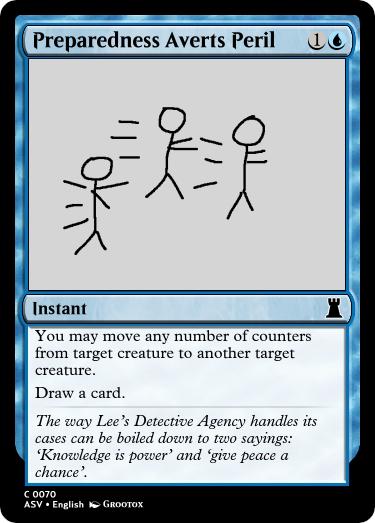 Preparedness Averts Peril 1
Instant
You may move any number of counters
from target creature to another target
creature.
Draw a card.
The way Lee's Detective Agency handles its
cases can be boiled down to two sayings:
'Knowledge is power' and 'give peace a
chance'.
C 0070
ASV • English Grootox